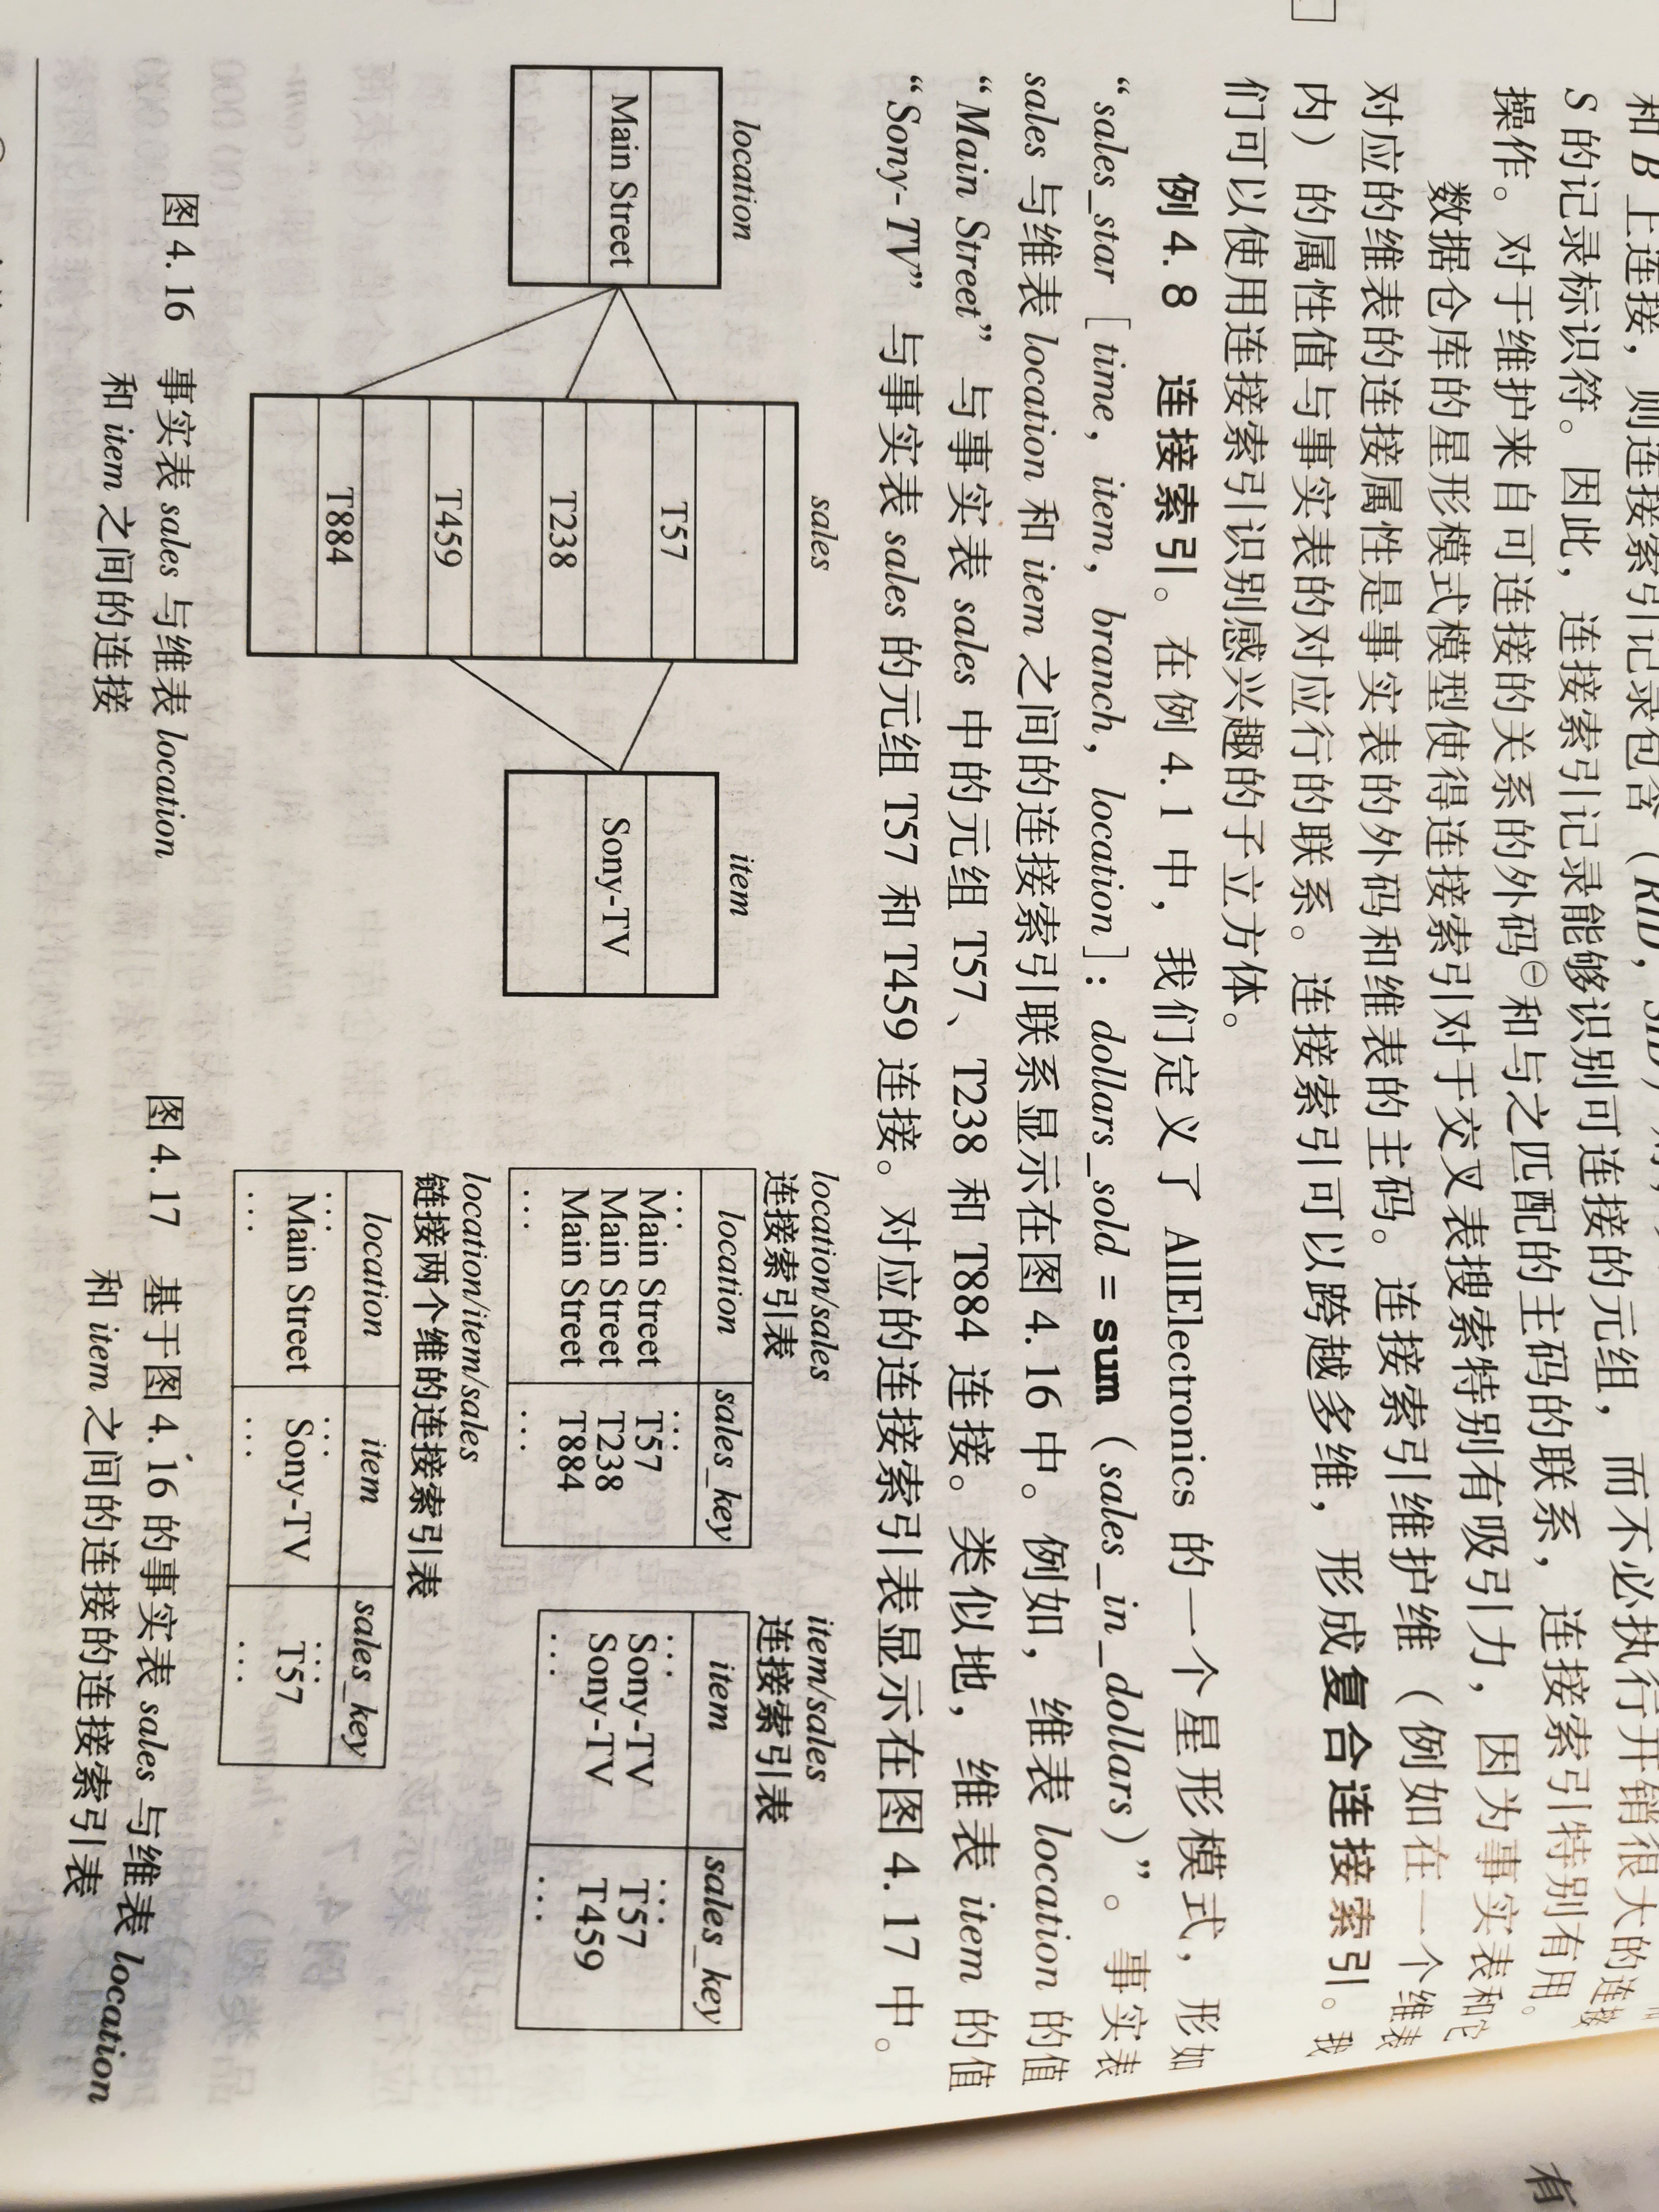 和 B 上连接，则连接索引记录包含（RID，SID）对，
S 的记录标识符。因此，连接索引记录能够识别可连接的元组，而不必执行开销很大的连接
操作。对于维护来自可连接的关系的外码㊀和与之匹配的主码的联系，连接索引特别有用。
数据仓库的星形模式模型使得连接索引对于交叉表搜索特别有吸引力，因为事实表和它
对应的维表的连接属性是事实表的外码和维表的主码。连接索引维护维（例如在一个维表
内）的属性值与事实表的对应行的联系。连接索引可以跨越多维，形成复合连接索引。我
们可以使用连接索引识别感兴趣的子立方体。
例 4.8 连接索引。在例 4.1 中，我们定义了 AllElectronics 的一个星形模式，形如
“sales_star [time，item，branch，location]：dollars_sold = sum（sales_in_dollars）”。事实表
sales 与维表 location 和 item 之间的连接索引联系显示在图 4.16 中。例如，维表 location 的值
“Main Street” 与事实表 sales 中的元组 T57、T238 和 T884 连接。类似地，维表 item 的值
“Sony-TV” 与事实表 sales 的元组 T57 和 T459 连接。对应的连接索引表显示在图 4.17 中。
sales
location
item
T57
Main Street
Sony-TV
T238
T459
T884
图 4.16 事实表 sales 与维表 location
和 item 之间的连接
location/sales
连接索引表
location sales_key
… …
Main Street T57
Main Street T238
Main Street T884
… …
item/sales
连接索引表
item sales_key
… …
Sony-TV T57
Sony-TV T459
… …
location/item/sales
链接两个维的连接索引表
location item sales_key
… … …
Main Street Sony-TV T57
… … …
图 4.17 基于图 4.16 的事实表 sales 与维表 location
和 item 之间的连接的连接索引表
有